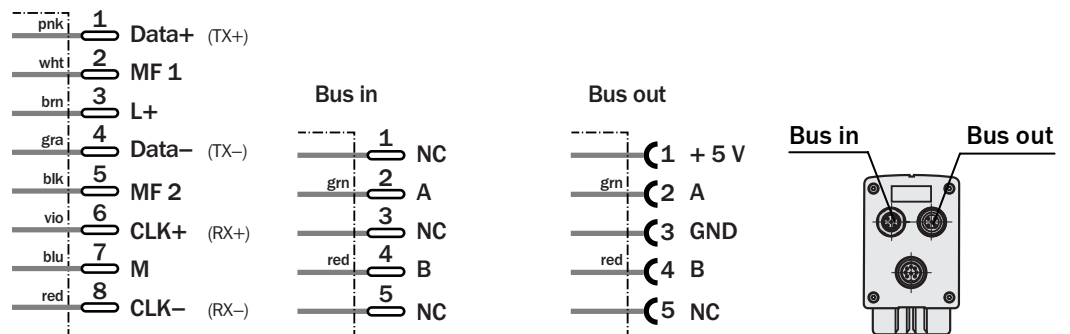 pnk 1 Data+ (TX+)
wht 2 MF 1
brn 3 L+
gra 4 Data– (TX–)
blk 5 MF 2
vio 6 CLK+ (RX+)
blu 7 M
red 8 CLK– (RX–)
Bus in
1 NC
grn 2 A
3 NC
red 4 B
5 NC
Bus out
1 + 5 V
grn 2 A
3 GND
red 4 B
5 NC
Bus in
Bus out